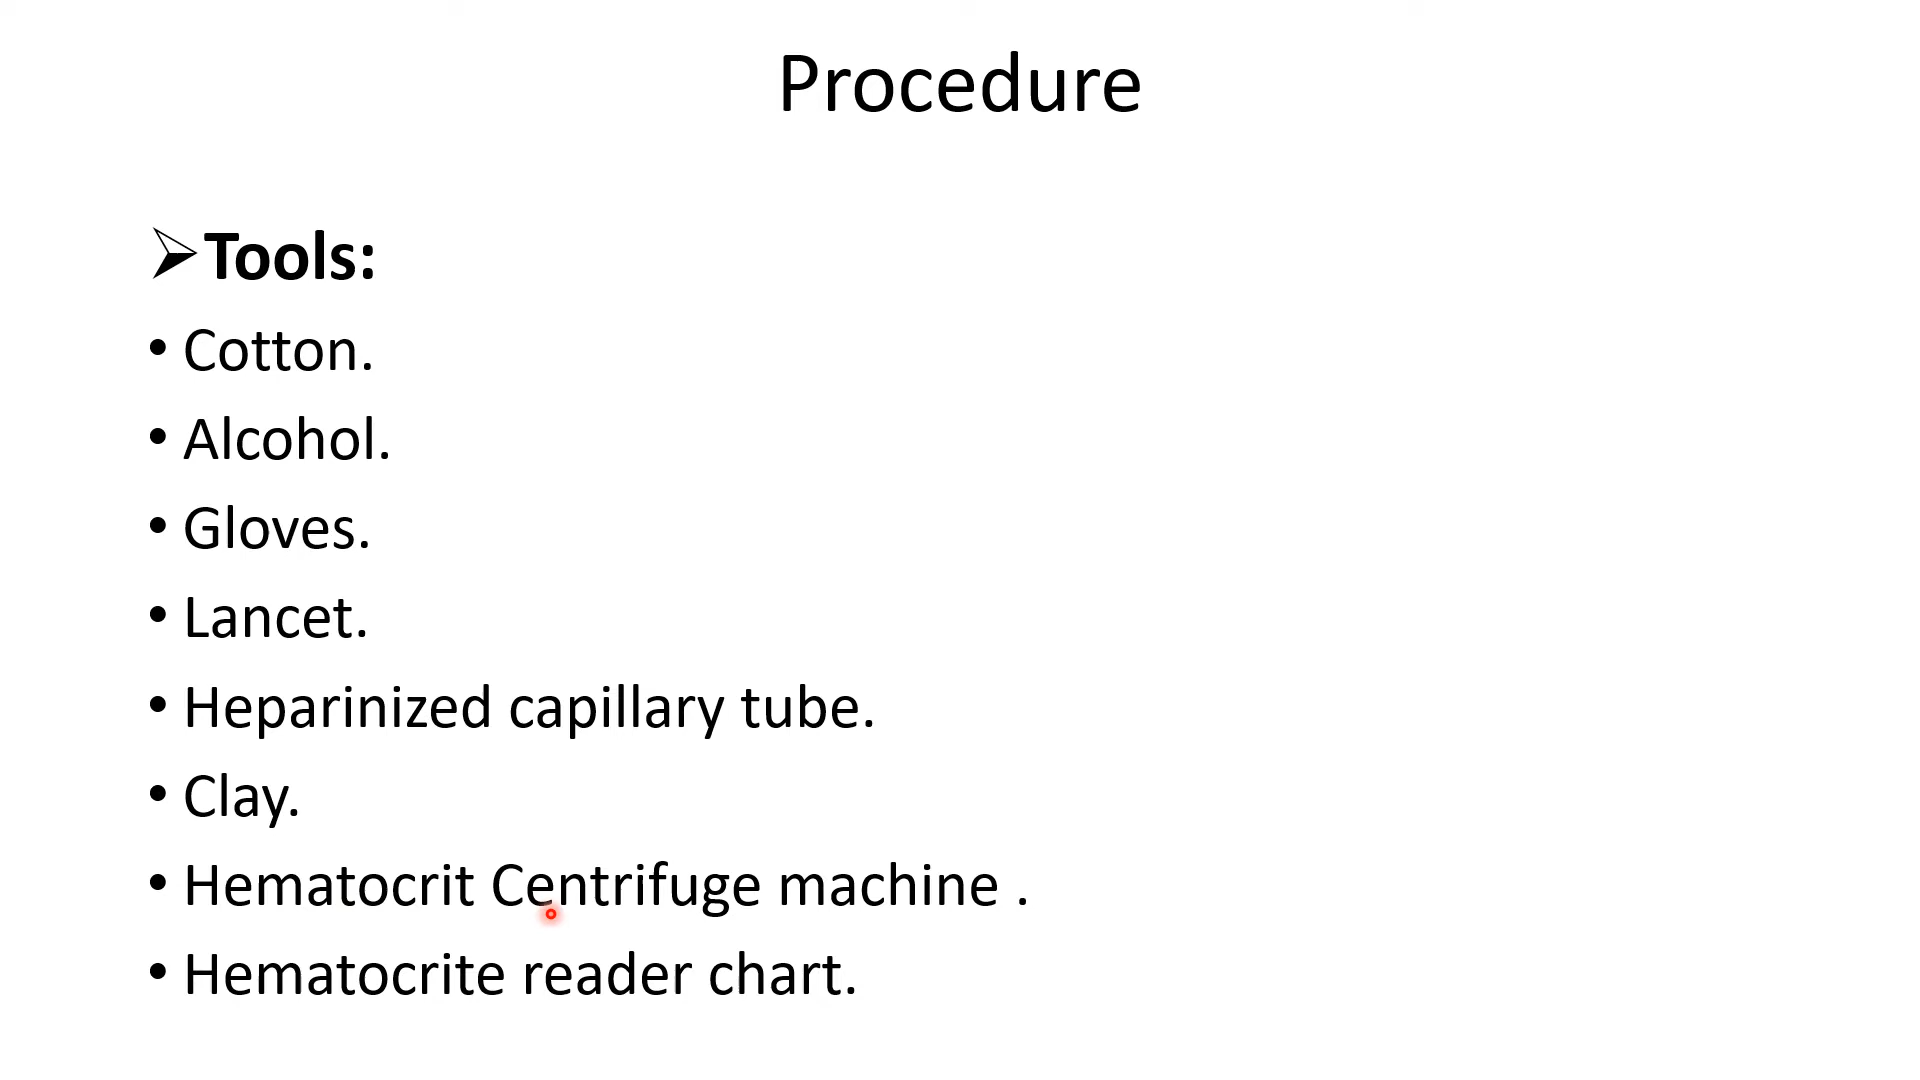 Procedure
➢Tools:
• Cotton.
• Alcohol.
• Gloves.
• Lancet.
• Heparinized capillary tube.
• Clay.
• Hematocrit Centrifuge machine .
• Hematocrite reader chart.